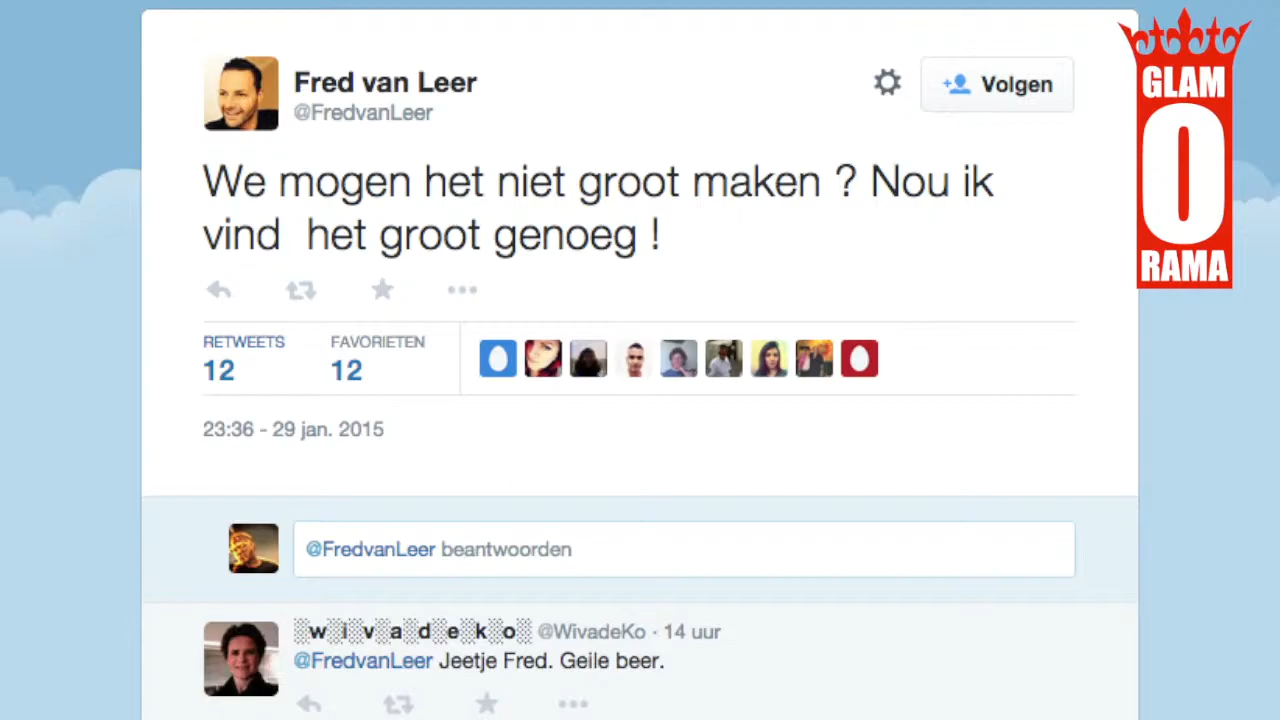 Fred van Leer
@FredvanLeer
Volgen
GLAM
O
RAMA
We mogen het niet groot maken ? Nou ik
vind het groot genoeg !
RETWEETS
12
FAVORIETEN
12
23:36 - 29 jan. 2015
@FredvanLeer beantwoorden
░w░i░v░a░d░e░k░o░ @WivadeKo · 14 uur
@FredvanLeer Jeetje Fred. Geile beer.